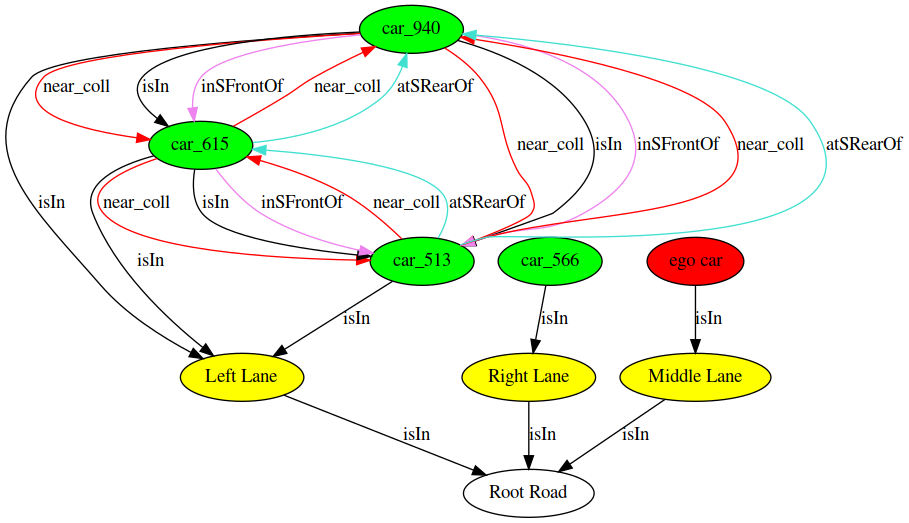 car_940
near_coll
isIn
inSFrontOf
near_coll
atSRearOf
car_615
near_coll
isIn
inSFrontOf
near_coll
atSRearOf
isIn
near_coll
isIn
inSFrontOf
near_coll
atSRearOf
isIn
car_513
car_566
ego car
isIn
isIn
isIn
Left Lane
Right Lane
Middle Lane
isIn
isIn
isIn
Root Road